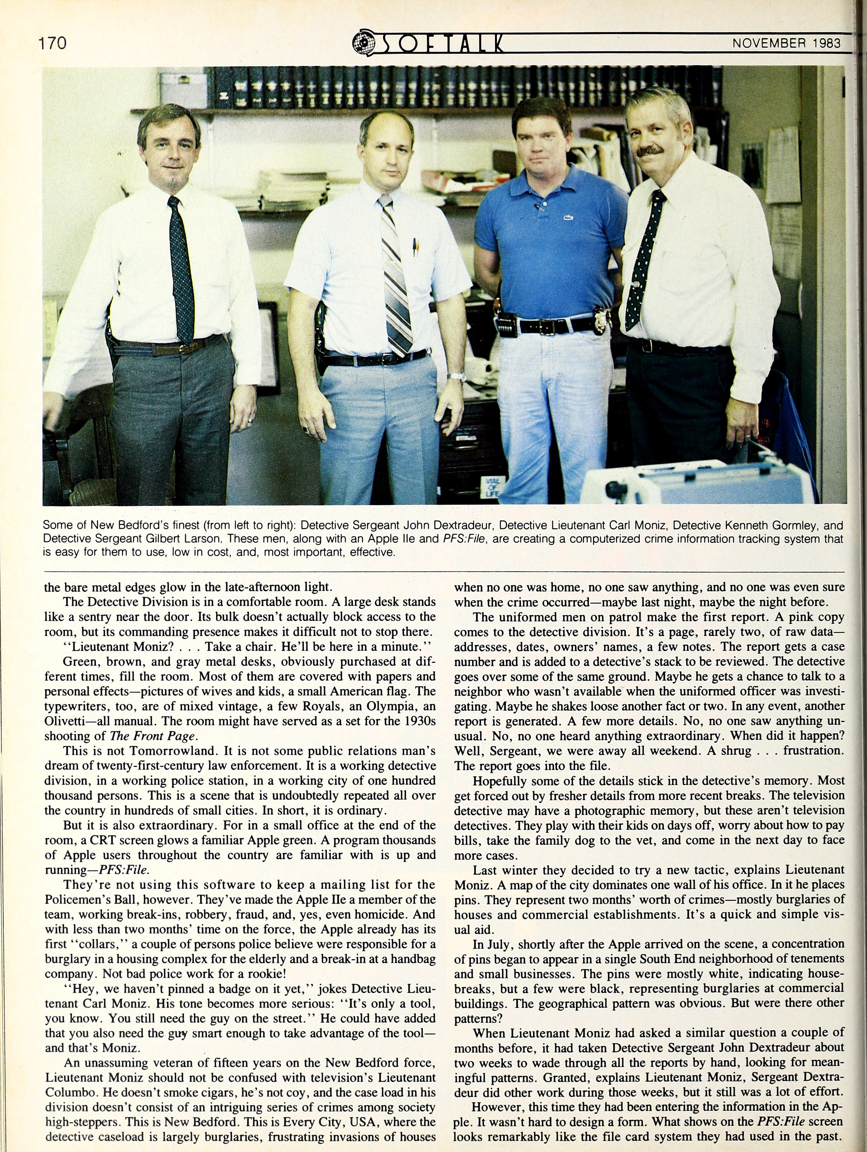 170
SOFTALK
NOVEMBER 1983
VIAL
OF
LIFE
Some of New Bedford's finest (from left to right): Detective Sergeant John Dextradeur, Detective Lieutenant Carl Moniz, Detective Kenneth Gormley, and
Detective Sergeant Gilbert Larson. These men, along with an Apple IIe and PFS:File, are creating a computerized crime information tracking system that
is easy for them to use, low in cost, and, most important, effective.
the bare metal edges glow in the late-afternoon light.
The Detective Division is in a comfortable room. A large desk stands
like a sentry near the door. Its bulk doesn't actually block access to the
room, but its commanding presence makes it difficult not to stop there.
"Lieutenant Moniz? . . . Take a chair. He'll be here in a minute."
Green, brown, and gray metal desks, obviously purchased at dif-
ferent times, fill the room. Most of them are covered with papers and
personal effects—pictures of wives and kids, a small American flag. The
typewriters, too, are of mixed vintage, a few Royals, an Olympia, an
Olivetti—all manual. The room might have served as a set for the 1930s
shooting of The Front Page.
This is not Tomorrowland. It is not some public relations man's
dream of twenty-first-century law enforcement. It is a working detective
division, in a working police station, in a working city of one hundred
thousand persons. This is a scene that is undoubtedly repeated all over
the country in hundreds of small cities. In short, it is ordinary.
But it is also extraordinary. For in a small office at the end of the
room, a CRT screen glows a familiar Apple green. A program thousands
of Apple users throughout the country are familiar with is up and
running—PFS:File.
They're not using this software to keep a mailing list for the
Policemen's Ball, however. They've made the Apple IIe a member of the
team, working break-ins, robbery, fraud, and, yes, even homicide. And
with less than two months' time on the force, the Apple already has its
first "collars," a couple of persons police believe were responsible for a
burglary in a housing complex for the elderly and a break-in at a handbag
company. Not bad police work for a rookie!
"Hey, we haven't pinned a badge on it yet," jokes Detective Lieu-
tenant Carl Moniz. His tone becomes more serious: "It's only a tool,
you know. You still need the guy on the street." He could have added
that you also need the guy smart enough to take advantage of the tool—
and that's Moniz.
An unassuming veteran of fifteen years on the New Bedford force,
Lieutenant Moniz should not be confused with television's Lieutenant
Columbo. He doesn't smoke cigars, he's not coy, and the case load in his
division doesn't consist of an intriguing series of crimes among society
high-steppers. This is New Bedford. This is Every City, USA, where the
detective caseload is largely burglaries, frustrating invasions of houses
when no one was home, no one saw anything, and no one was even sure
when the crime occurred—maybe last night, maybe the night before.
The uniformed men on patrol make the first report. A pink copy
comes to the detective division. It's a page, rarely two, of raw data—
addresses, dates, owners' names, a few notes. The report gets a case
number and is added to a detective's stack to be reviewed. The detective
goes over some of the same ground. Maybe he gets a chance to talk to a
neighbor who wasn't available when the uniformed officer was investi-
gating. Maybe he shakes loose another fact or two. In any event, another
report is generated. A few more details. No, no one saw anything un-
usual. No, no one heard anything extraordinary. When did it happen?
Well, Sergeant, we were away all weekend. A shrug . . . frustration.
The report goes into the file.
Hopefully some of the details stick in the detective's memory. Most
get forced out by fresher details from more recent breaks. The television
detective may have a photographic memory, but these aren't television
detectives. They play with their kids on days off, worry about how to pay
bills, take the family dog to the vet, and come in the next day to face
more cases.
Last winter they decided to try a new tactic, explains Lieutenant
Moniz. A map of the city dominates one wall of his office. In it he places
pins. They represent two months' worth of crimes—mostly burglaries of
houses and commercial establishments. It's a quick and simple vis-
ual aid.
In July, shortly after the Apple arrived on the scene, a concentration
of pins began to appear in a single South End neighborhood of tenements
and small businesses. The pins were mostly white, indicating house-
breaks, but a few were black, representing burglaries at commercial
buildings. The geographical pattern was obvious. But were there other
patterns?
When Lieutenant Moniz had asked a similar question a couple of
months before, it had taken Detective Sergeant John Dextradeur about
two weeks to wade through all the reports by hand, looking for mean-
ingful patterns. Granted, explains Lieutenant Moniz, Sergeant Dextra-
deur did other work during those weeks, but it still was a lot of effort.
However, this time they had been entering the information in the Ap-
ple. It wasn't hard to design a form. What shows on the PFS:File screen
looks remarkably like the file card system they had used in the past.